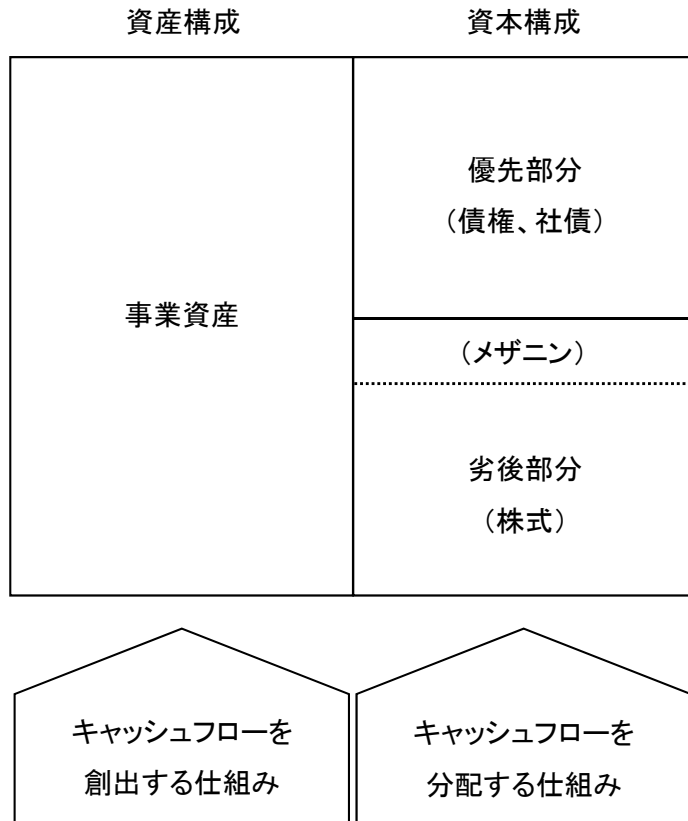 資産構成
資本構成
事業資産
優先部分
（債権、社債）
（メザニン）
劣後部分
（株式）
キャッシュフローを
創出する仕組み
キャッシュフローを
分配する仕組み